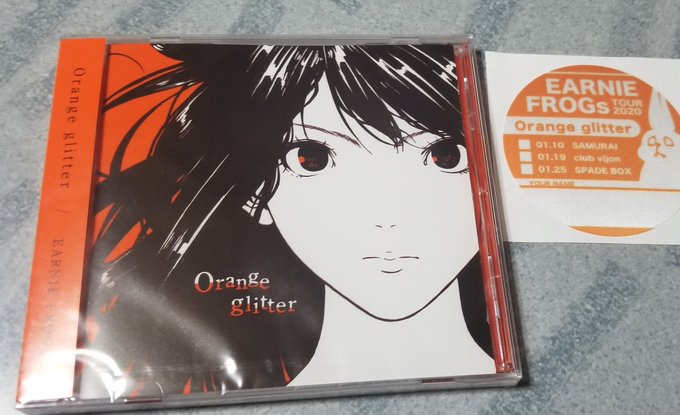 Orange glitter / EARNIE FROGs
Orange
glitter
EARNIE
FROGs TOUR
2020
Orange glitter
01.10 SAMURAI
01.19 club vijon
01.25 SPADE BOX
YOUR NAME